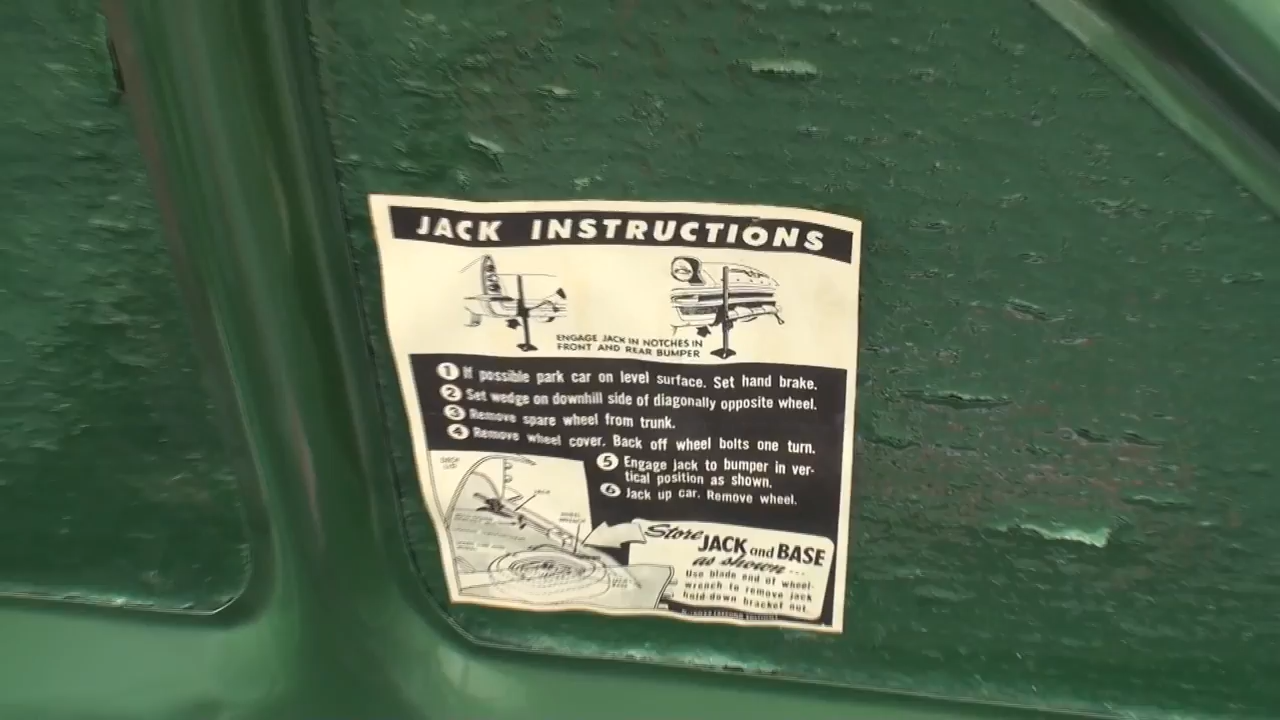 JACK INSTRUCTIONS
ENGAGE JACK IN NOTCHES IN
FRONT AND REAR BUMPER
1 If possible park car on level surface. Set hand brake.
2 Set wedge on downhill side of diagonally opposite wheel.
3 Remove spare wheel from trunk.
4 Remove wheel cover. Back off wheel bolts one turn.
5 Engage jack to bumper in ver-
tical position as shown.
6 Jack up car. Remove wheel.
JACK
WHEEL
WRENCH
Store JACK and BASE
as shown---
Use blade end of wheel
wrench to remove jack
hold-down bracket nut.